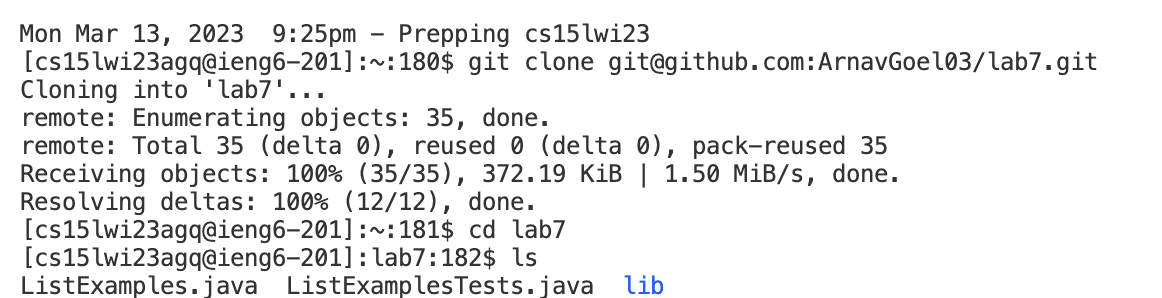 Mon Mar 13, 2023  9:25pm - Prepping cs15lwi23
[cs15lwi23agq@ieng6-201]:~:180$ git clone git@github.com:ArnavGoel03/lab7.git
Cloning into 'lab7'...
remote: Enumerating objects: 35, done.
remote: Total 35 (delta 0), reused 0 (delta 0), pack-reused 35
Receiving objects: 100% (35/35), 372.19 KiB | 1.50 MiB/s, done.
Resolving deltas: 100% (12/12), done.
[cs15lwi23agq@ieng6-201]:~:181$ cd lab7
[cs15lwi23agq@ieng6-201]:lab7:182$ ls
ListExamples.java  ListExamplesTests.java  lib